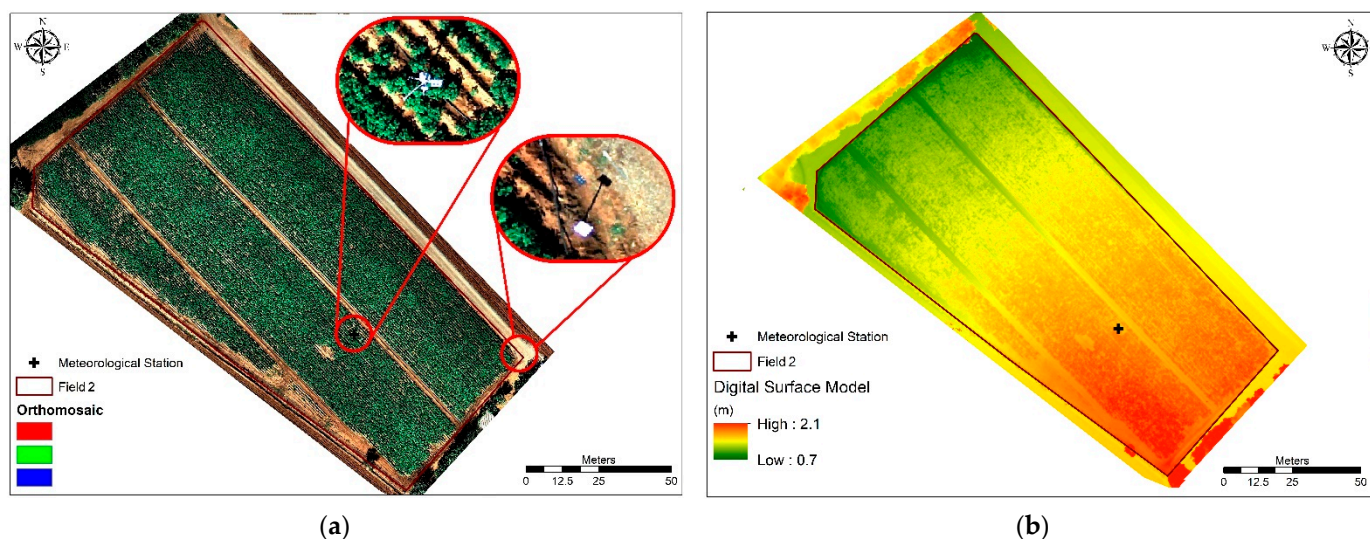 N
W E
S
Meteorological Station
Field 2
Orthomosaic
Meters
0 12.5 25 50
(a)
N
W
S
Meteorological Station
Field 2
Digital Surface Model
(m)
High : 2.1
Low : 0.7
Meters
0 12.5 25 50
(b)